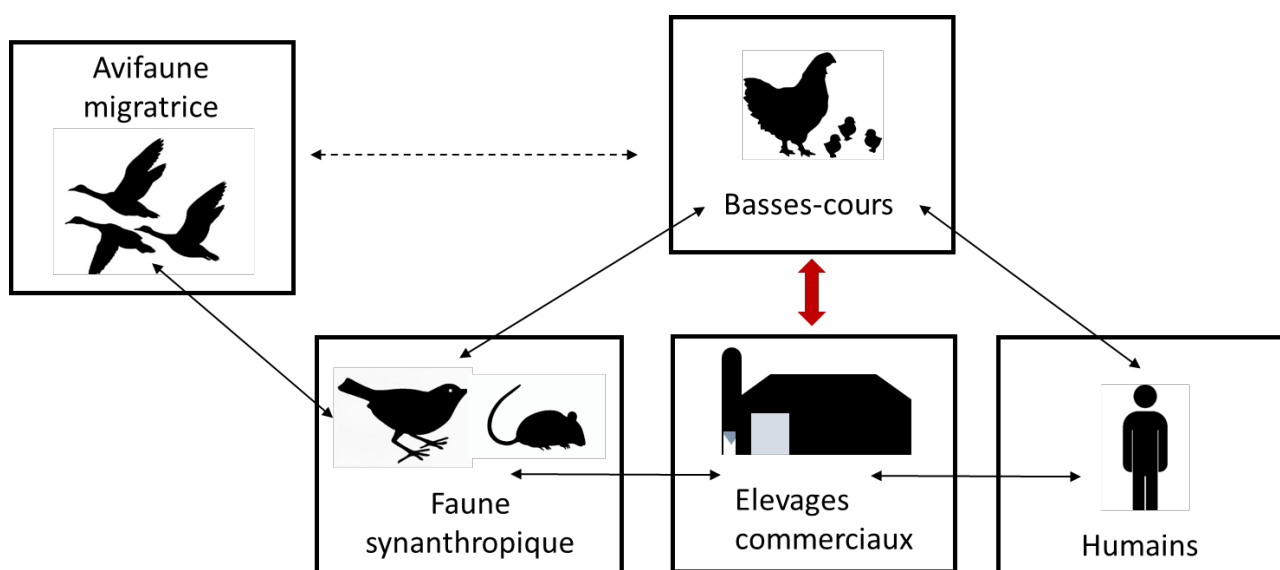 Avifaune
migratrice
Basses-cours
Faune
synanthropique
Elevages
commerciaux
Humains